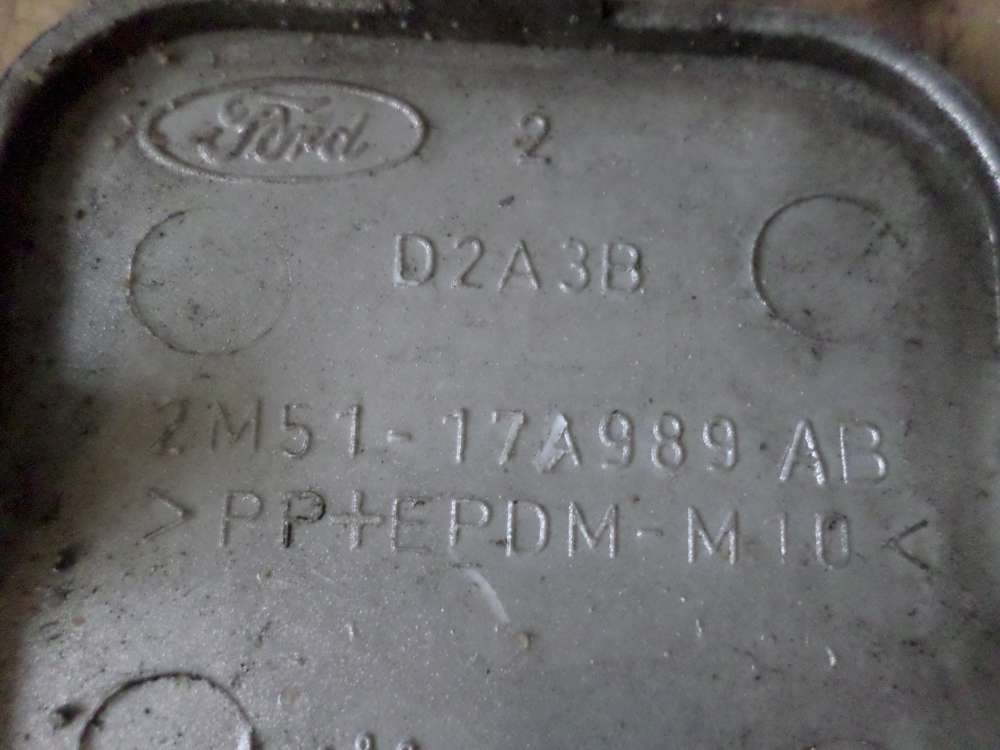 Ford 2
D2A3B
2M51-17A989 AB
>PP+EPDM-M10<